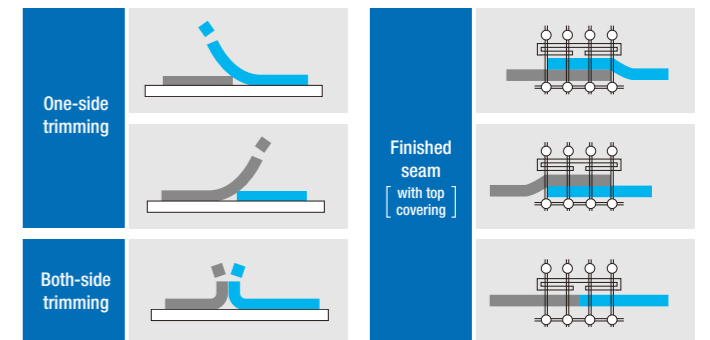 One-side
trimming
Both-side
trimming
Finished
seam
[ with top
covering ]